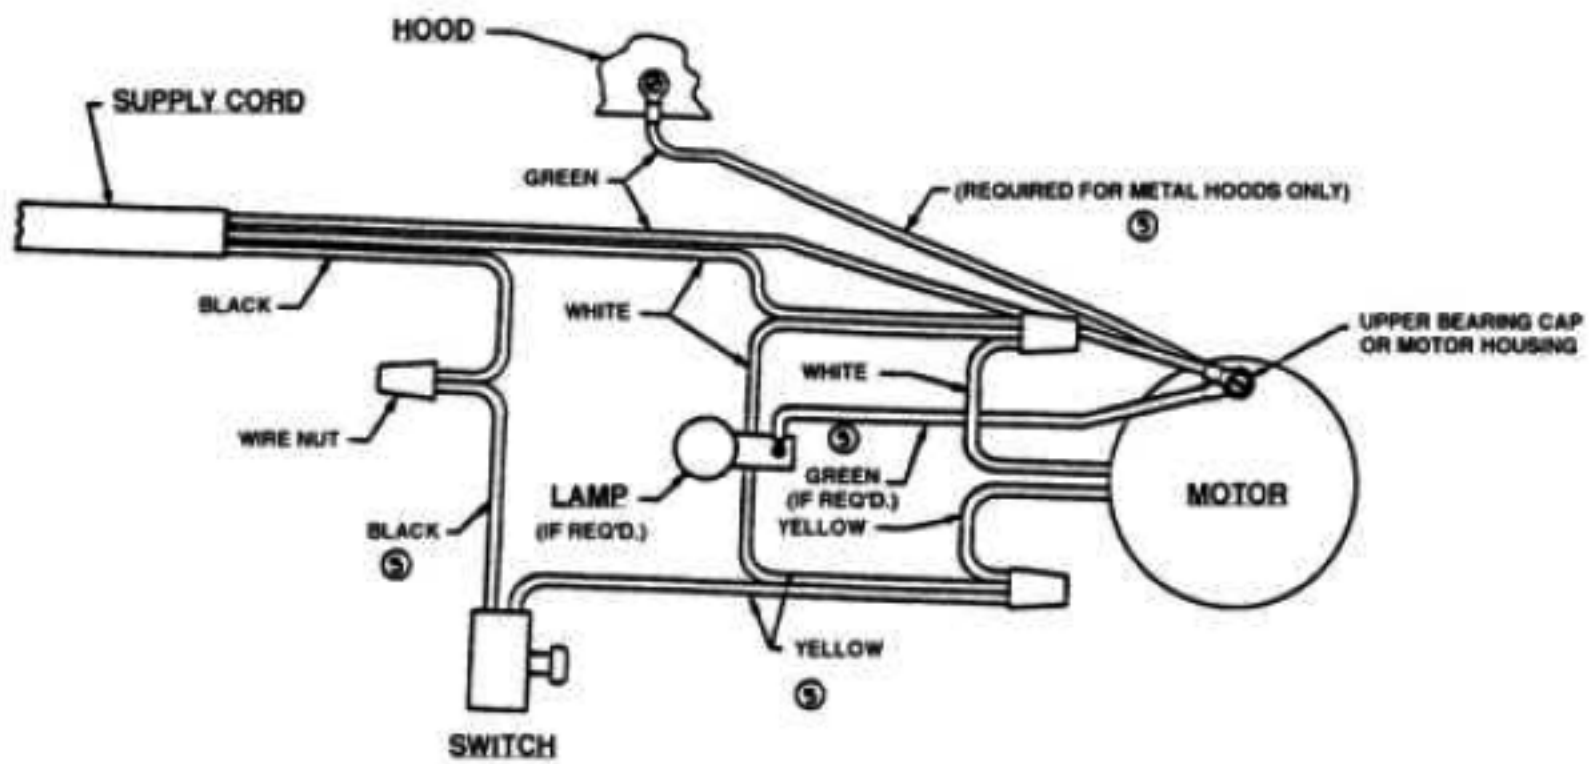 HOOD
SUPPLY CORD
GREEN
(REQUIRED FOR METAL HOODS ONLY)
5
BLACK
WHITE
UPPER BEARING CAP
OR MOTOR HOUSING
WHITE
WIRE NUT
5
GREEN
(IF REQ'D.)
LAMP
(IF REQ'D.)
MOTOR
YELLOW
BLACK
5
YELLOW
5
SWITCH